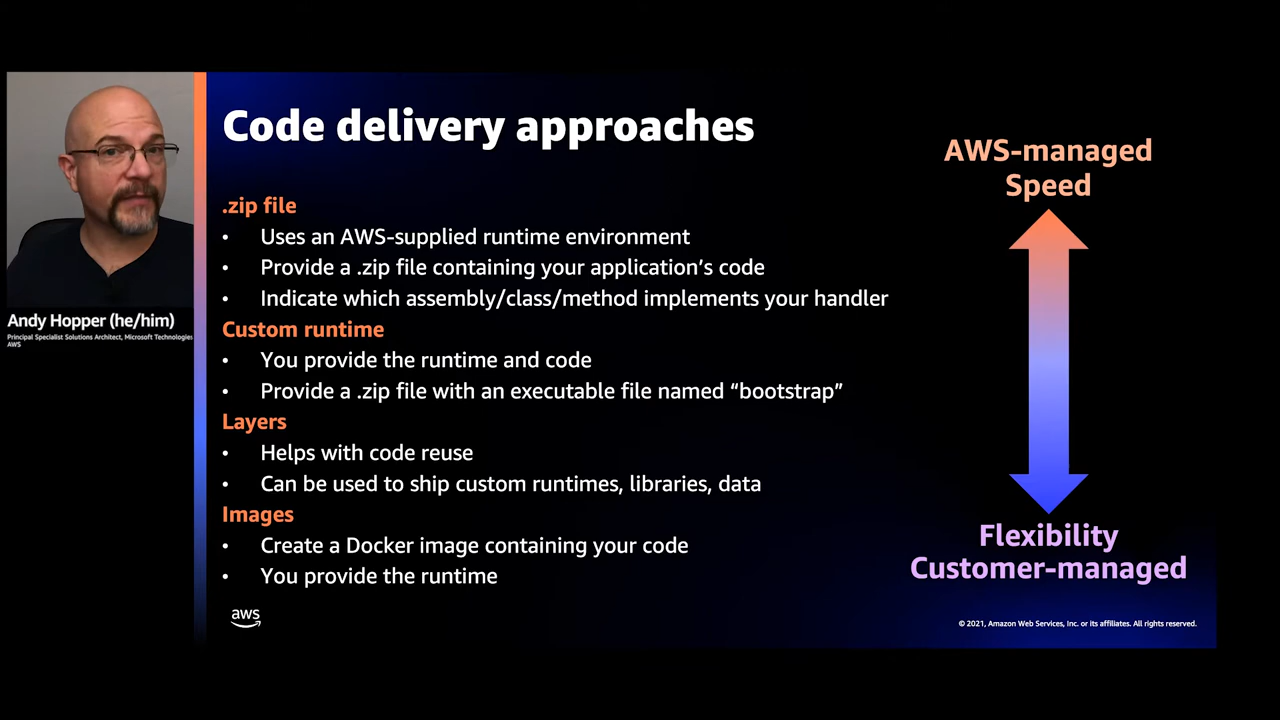 Code delivery approaches
AWS-managed
Speed
.zip file
• Uses an AWS-supplied runtime environment
• Provide a .zip file containing your application's code
• Indicate which assembly/class/method implements your handler
Andy Hopper (he/him)
Principal Specialist Solutions Architect, Microsoft Technologies
AWS
Custom runtime
• You provide the runtime and code
• Provide a .zip file with an executable file named “bootstrap”
Layers
• Helps with code reuse
• Can be used to ship custom runtimes, libraries, data
Images
• Create a Docker image containing your code
• You provide the runtime
Flexibility
Customer-managed
aws
© 2021, Amazon Web Services, Inc. or its affiliates. All rights reserved.